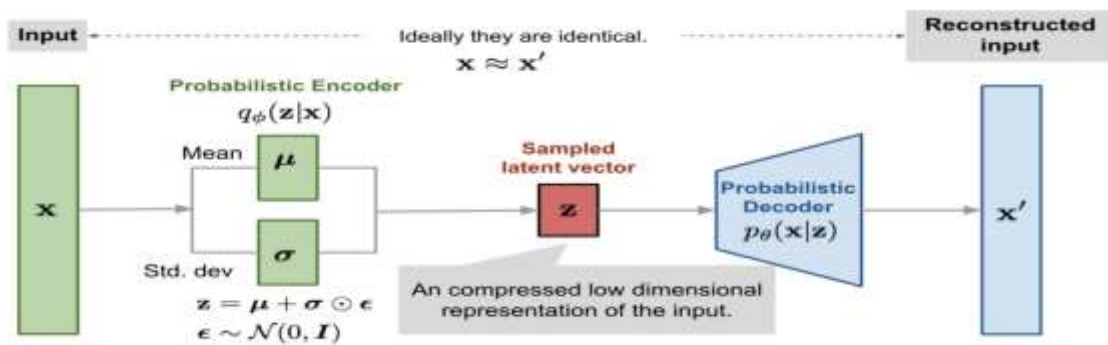 Input
Ideally they are identical.
x ≈ x′
Reconstructed
input
Probabilistic Encoder
qϕ(z|x)
Mean
μ
Std. dev
σ
z = μ + σ ⊙ ϵ
ϵ ∼ N(0, I)
x
Sampled
latent vector
z
An compressed low dimensional
representation of the input.
Probabilistic
Decoder
pθ(x|z)
x′